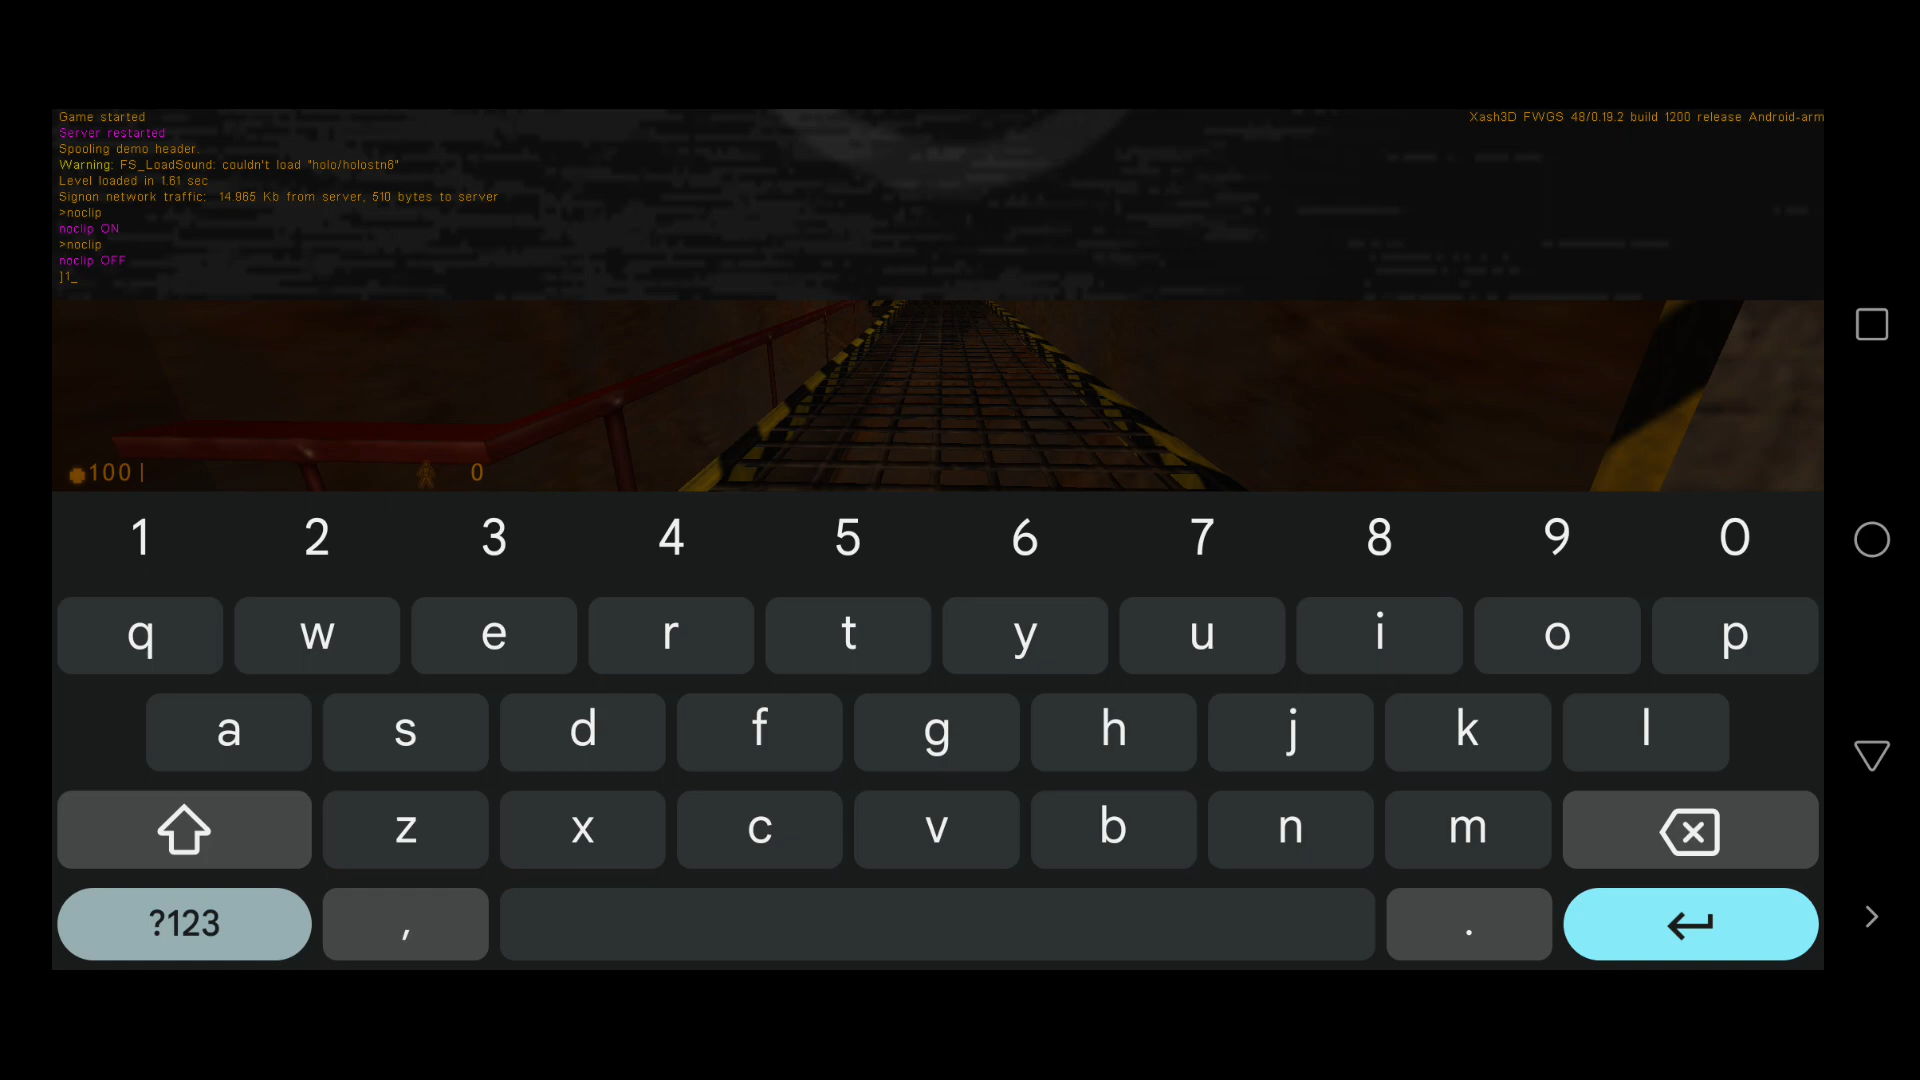 Game started
Xash3D FWGS 48/0.19.2 build 1200 release Android-arm
Server restarted
Spooling demo header.
Warning: FS_LoadSound: couldn't load "holo/holostn6"
Level loaded in 1.61 sec
Signon network traffic: 14.965 Kb from server, 510 bytes to server
>noclip
noclip ON
>noclip
noclip OFF
]1_
100 | 0
1 2 3 4 5 6 7 8 9 0
q w e r t y u i o p
a s d f g h j k l
z x c v b n m
?123 , .